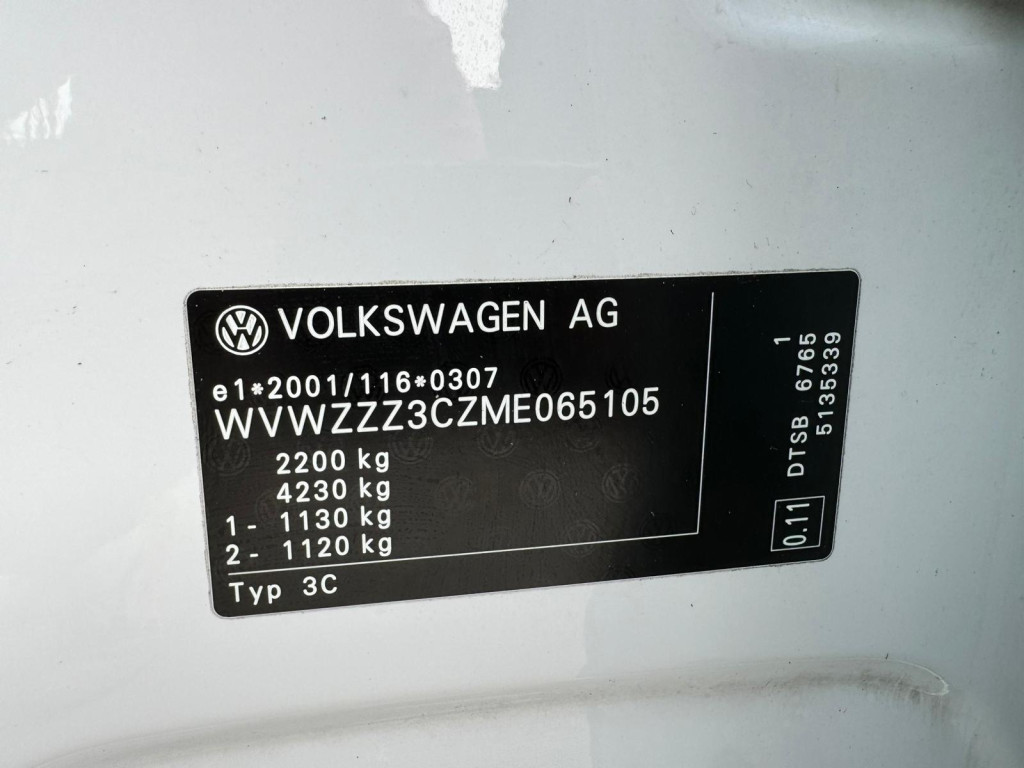 VOLKSWAGEN AG
e1*2001/116*0307
WVWZZZ3CZME065105
2200 kg
4230 kg
1 - 1130 kg
2 - 1120 kg
Typ 3C
1
DTSB 6765
5135339
0.11